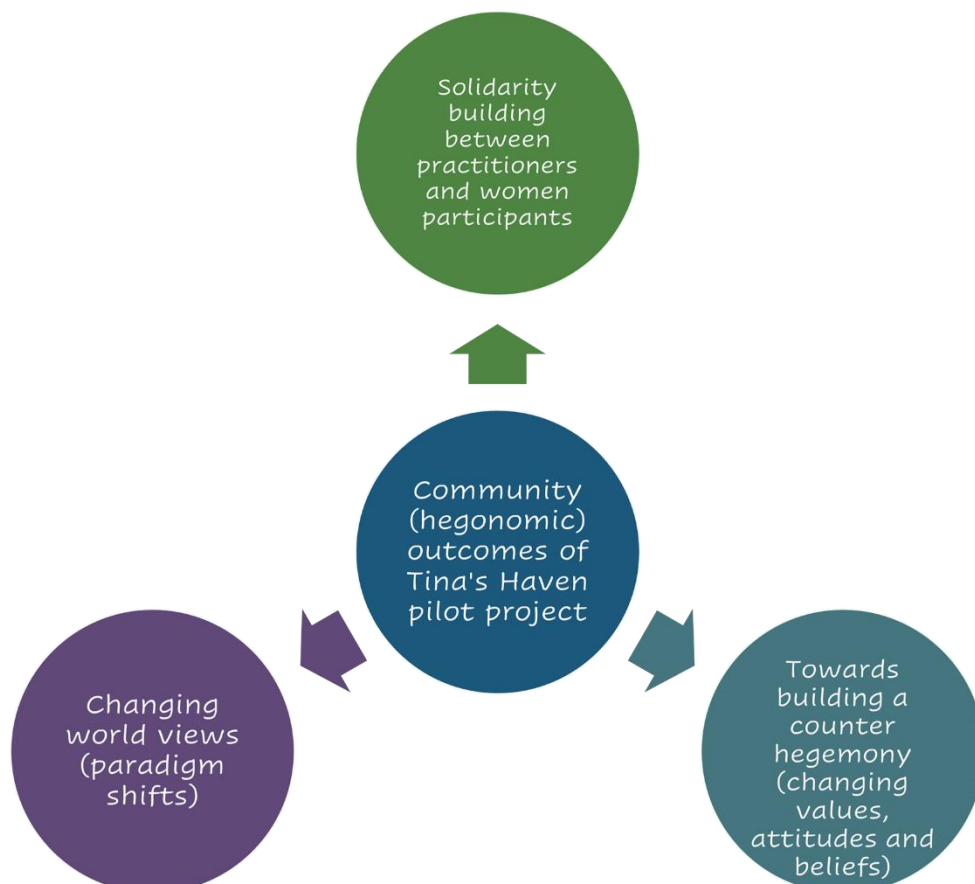 Solidarity
building
between
practitioners
and women
participants
Community
(hegonomic)
outcomes of
Tina's Haven
pilot project
Changing
world views
(paradigm
shifts)
Towards
building a
counter
hegemony
(changing
values,
attitudes and
beliefs)